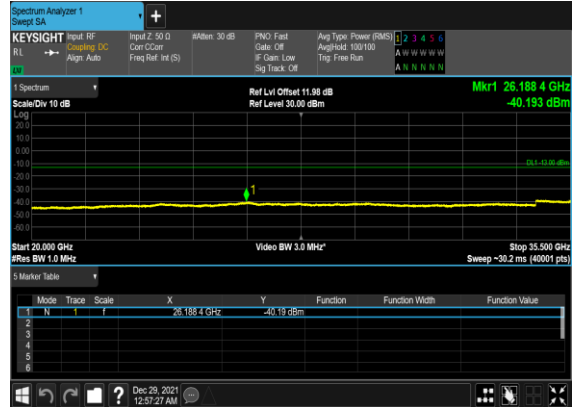 Spectrum Analyzer 1
Swept SA
+
KEYSIGHT Input: RF Input Z: 50 Ω #Atten: 30 dB PNO: Fast Avg Type: Power (RMS) 1 2 3 4 5 6
RL Coupling: DC Corr CCorr Gate: Off Avg|Hold: 100/100 A W W W W W
Align: Auto Freq Ref: Int (S) IF Gain: Low Trig: Free Run
Sig Track: Off A N N N N N
1 Spectrum Ref Lvl Offset 11.98 dB Mkr1 26.188 4 GHz
Scale/Div 10 dB Ref Level 30.00 dBm -40.193 dBm
Log
20.0
10.0
0.00
-10.0 DL1 -13.00 dBm
-20.0
-30.0 1
-40.0
-50.0
-60.0
Start 20.000 GHz Video BW 3.0 MHz* Stop 35.500 GHz
#Res BW 1.0 MHz Sweep ~30.2 ms (40001 pts)
5 Marker Table
Mode Trace Scale X Y Function Function Width Function Value
1 N 1 f 26.188 4 GHz -40.19 dBm
2
3
4
5
6
? Dec 29, 2021
12:57:27 AM